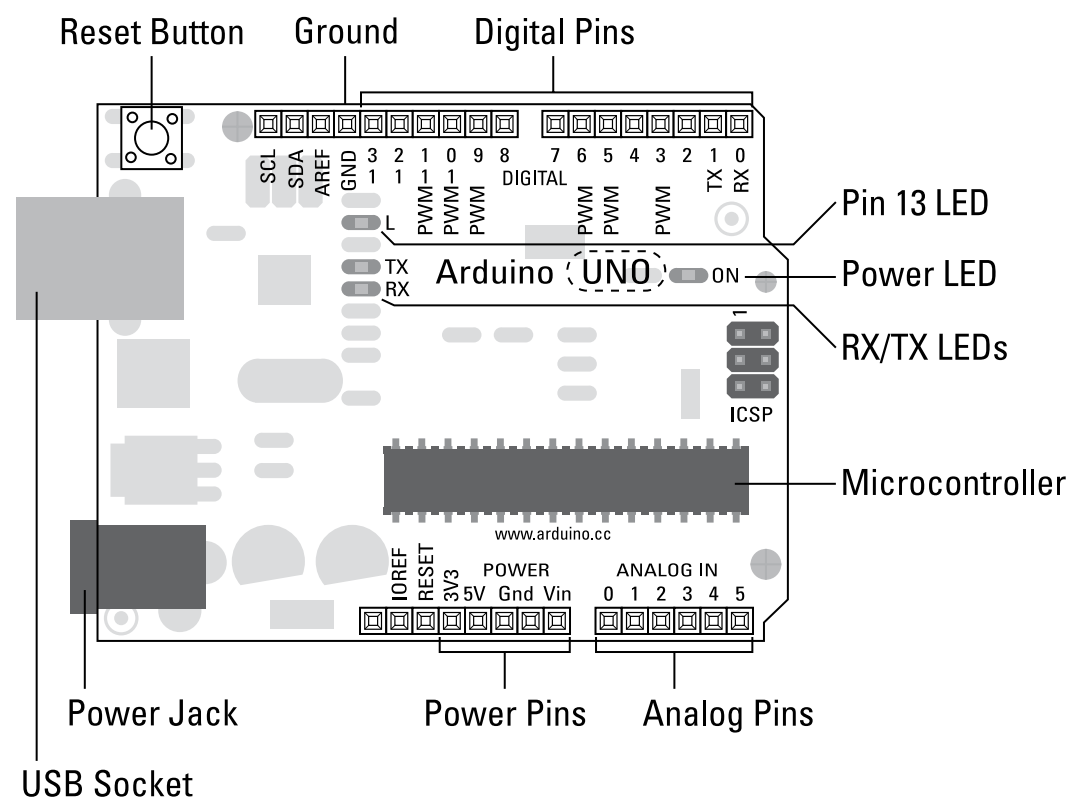 Reset Button Ground Digital Pins
SCL SDA AREF GND 13 12 11 10 9 8 7 6 5 4 3 2 1 0
DIGITAL
PWM PWM PWM PWM PWM PWM TX RX
Pin 13 LED
L
TX
RX
Arduino UNO ON
Power LED
RX/TX LEDs
1
ICSP
Microcontroller
www.arduino.cc
POWER ANALOG IN
IOREF RESET 3V3 5V Gnd Vin 0 1 2 3 4 5
Power Jack Power Pins Analog Pins
USB Socket